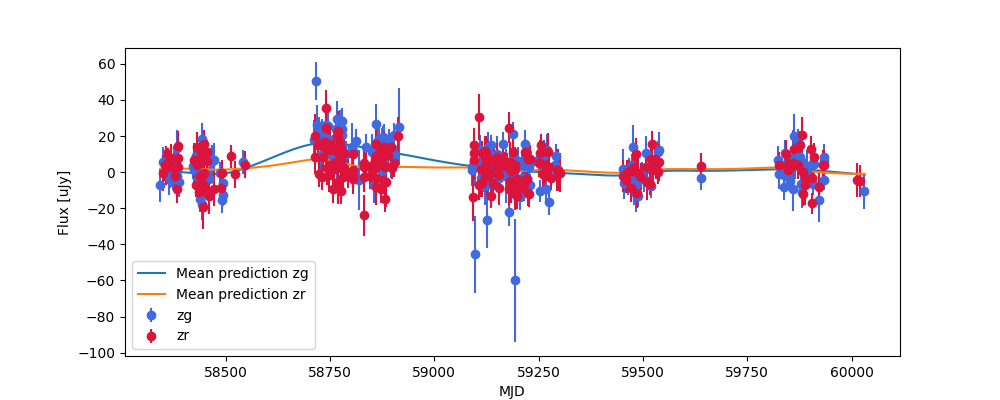 60
40
20
0
−20
−40
−60
−80
−100
Flux [uJy]
Mean prediction zg
Mean prediction zr
zg
zr
58500 58750 59000 59250 59500 59750 60000
MJD